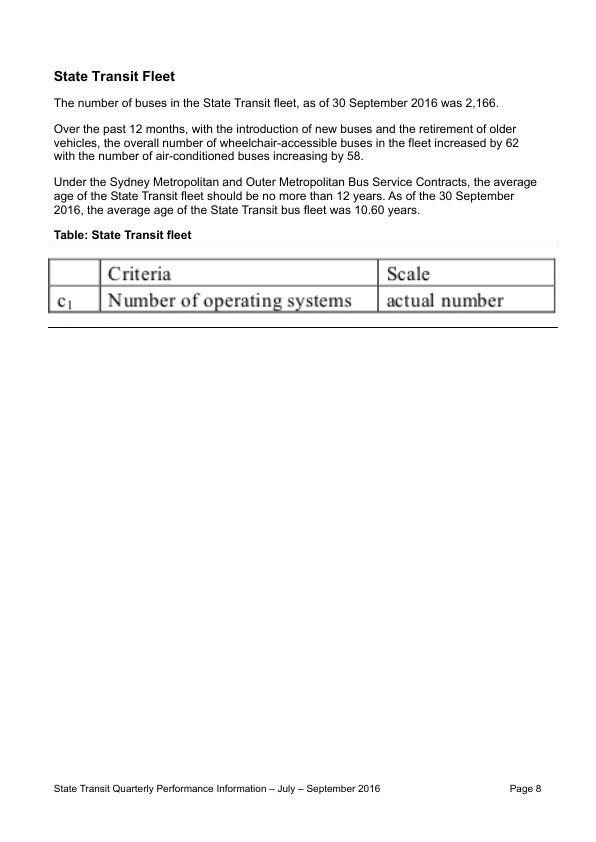 State Transit Fleet
The number of buses in the State Transit fleet, as of 30 September 2016 was 2,166.
Over the past 12 months, with the introduction of new buses and the retirement of older
vehicles, the overall number of wheelchair-accessible buses in the fleet increased by 62
with the number of air-conditioned buses increasing by 58.
Under the Sydney Metropolitan and Outer Metropolitan Bus Service Contracts, the average
age of the State Transit fleet should be no more than 12 years. As of the 30 September
2016, the average age of the State Transit bus fleet was 10.60 years.
Table: State Transit fleet
Criteria Scale
c1 Number of operating systems actual number
State Transit Quarterly Performance Information – July – September 2016 Page 8